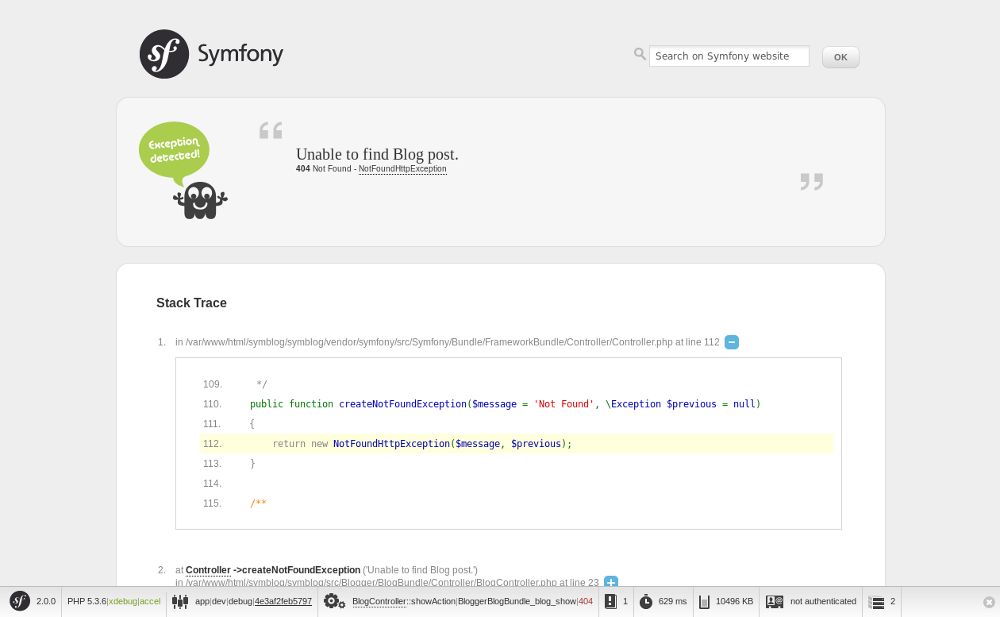 sf Symfony
Search on Symfony website
OK
Exception
detected!
Unable to find Blog post.
404 Not Found - NotFoundHttpException
Stack Trace
1. in /var/www/html/symblog/symblog/vendor/symfony/src/Symfony/Bundle/FrameworkBundle/Controller/Controller.php at line 112
109. */
110. public function createNotFoundException($message = 'Not Found', \Exception $previous = null)
111. {
112. return new NotFoundHttpException($message, $previous);
113. }
114.
115. /**
2. at Controller ->createNotFoundException ('Unable to find Blog post.')
in /var/www/html/symblog/symblog/src/Blogger/BlogBundle/Controller/BlogController.php at line 23
sf 2.0.0 PHP 5.3.6|xdebug|accel app|dev|debug|4e3af2feb5797 BlogController::showAction|BloggerBlogBundle_blog_show|404 1 629 ms 10496 KB not authenticated 2